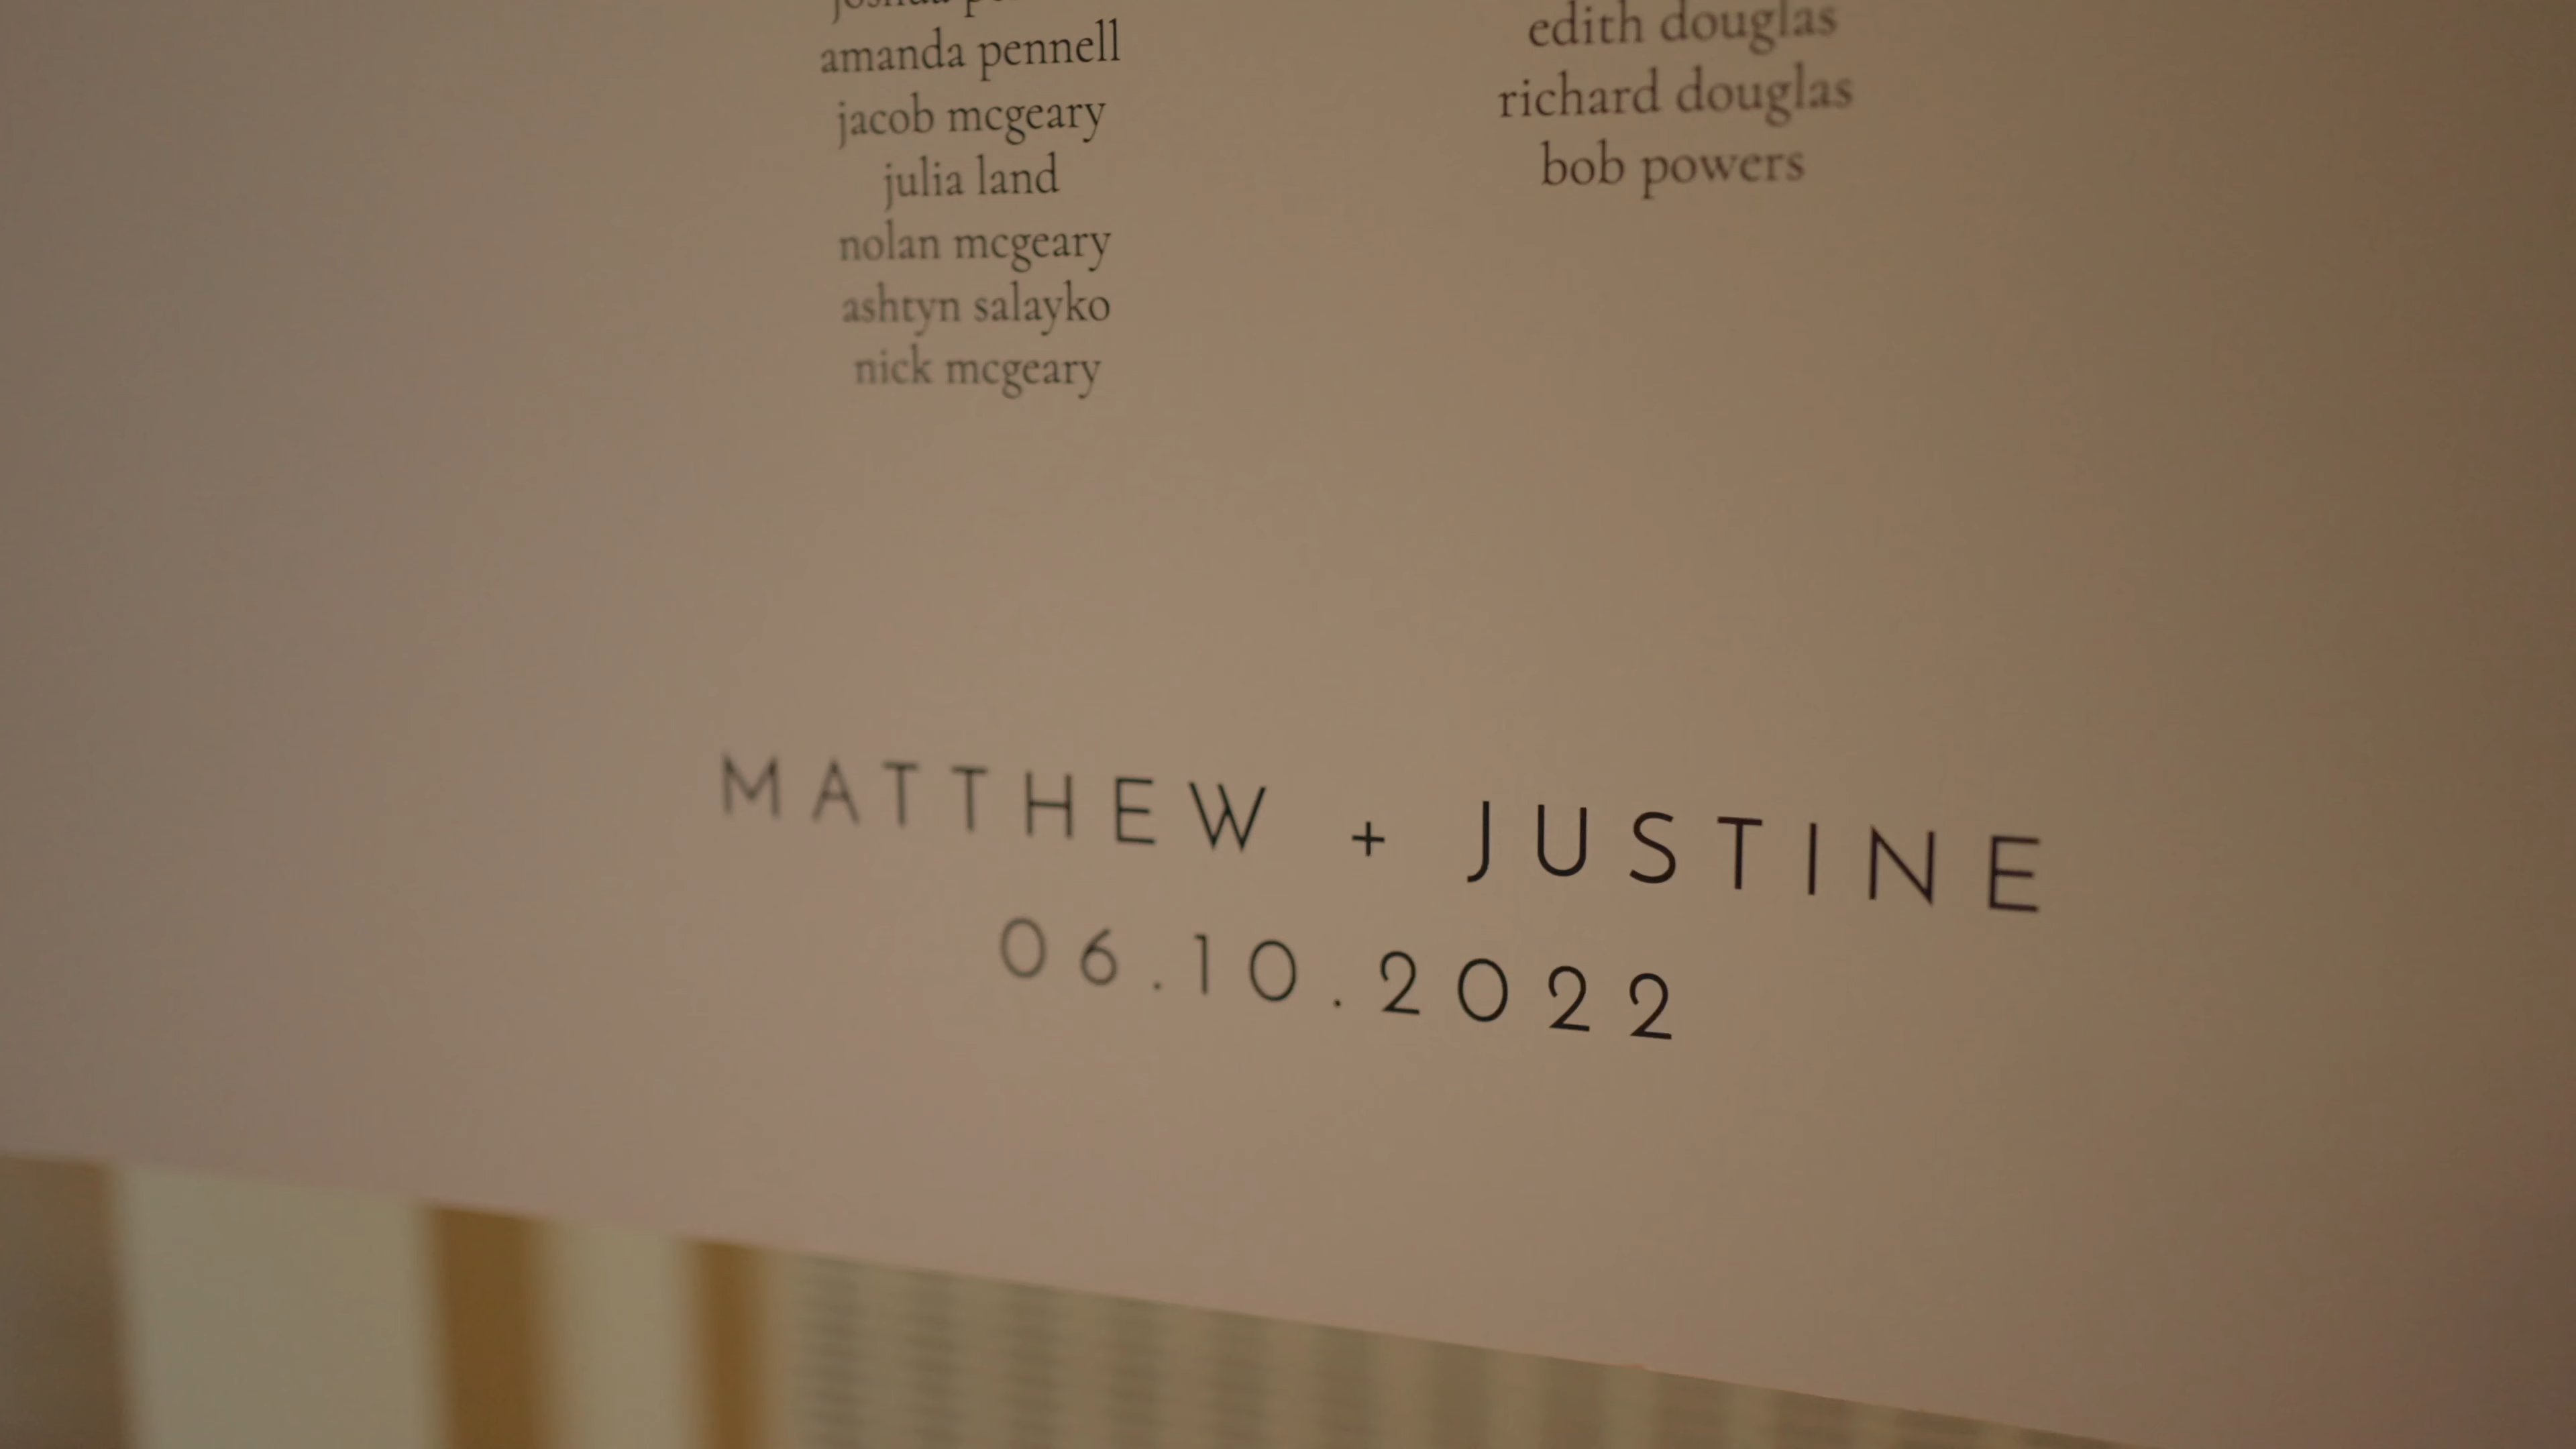 joshua
amanda pennell
jacob mcgeary
julia land
nolan mcgeary
ashtyn salayko
nick mcgeary
edith douglas
richard douglas
bob powers
MATTHEW + JUSTINE
06.10.2022